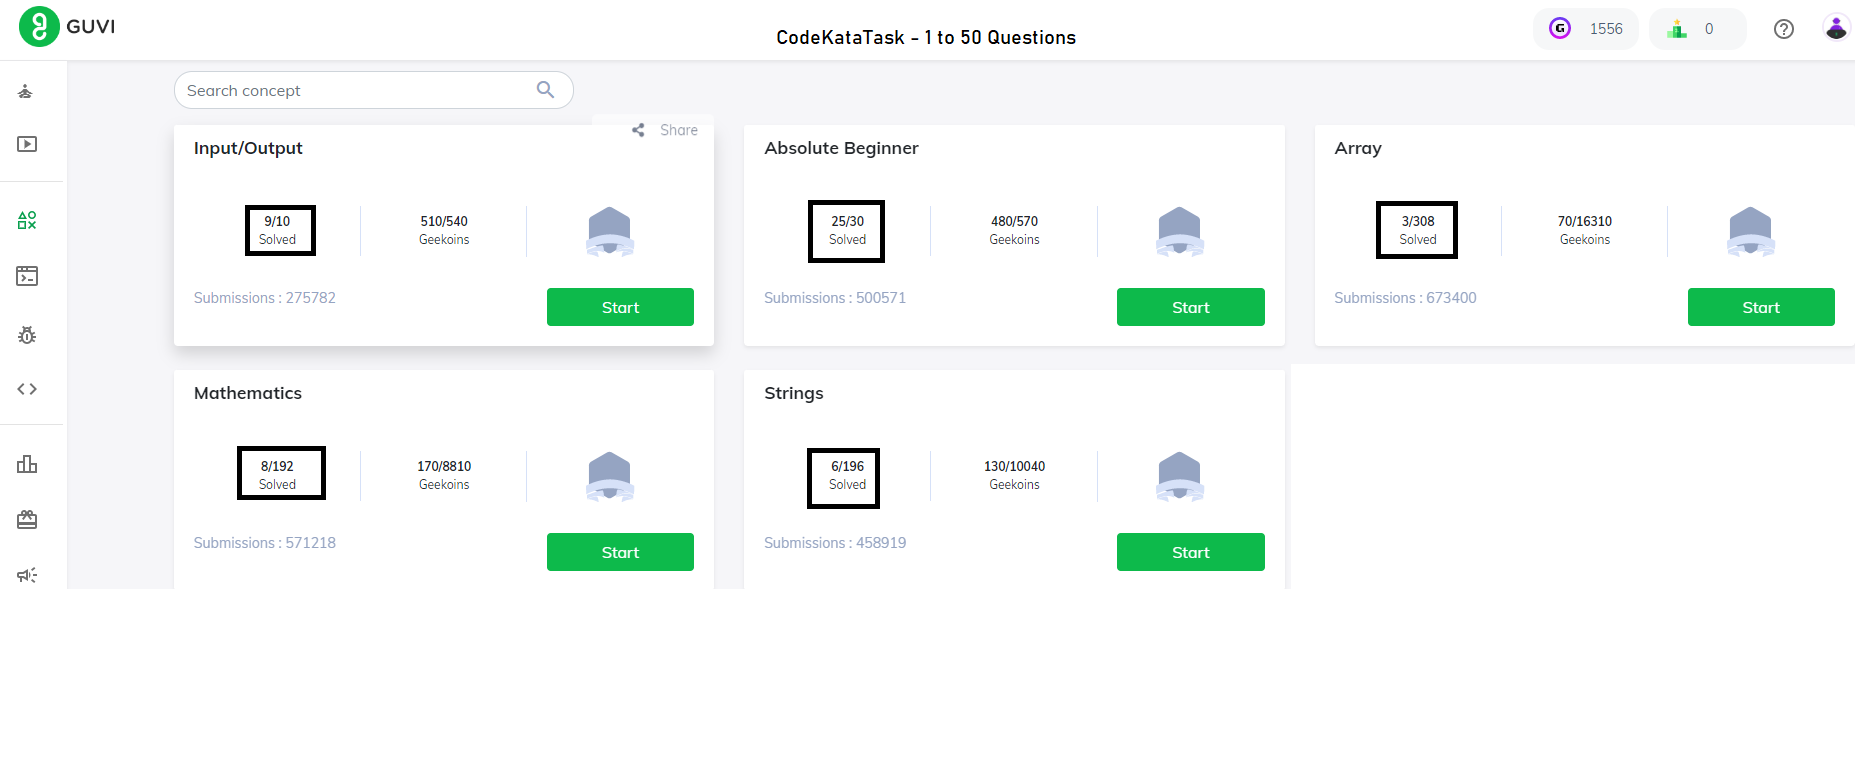 GUVI
CodeKataTask - 1 to 50 Questions
1556
0
Search concept
Share
Input/Output
9/10
Solved
510/540
Geekoins
Submissions : 275782
Start
Absolute Beginner
25/30
Solved
480/570
Geekoins
Submissions : 500571
Start
Array
3/308
Solved
70/16310
Geekoins
Submissions : 673400
Start
Mathematics
8/192
Solved
170/8810
Geekoins
Submissions : 571218
Start
Strings
6/196
Solved
130/10040
Geekoins
Submissions : 458919
Start